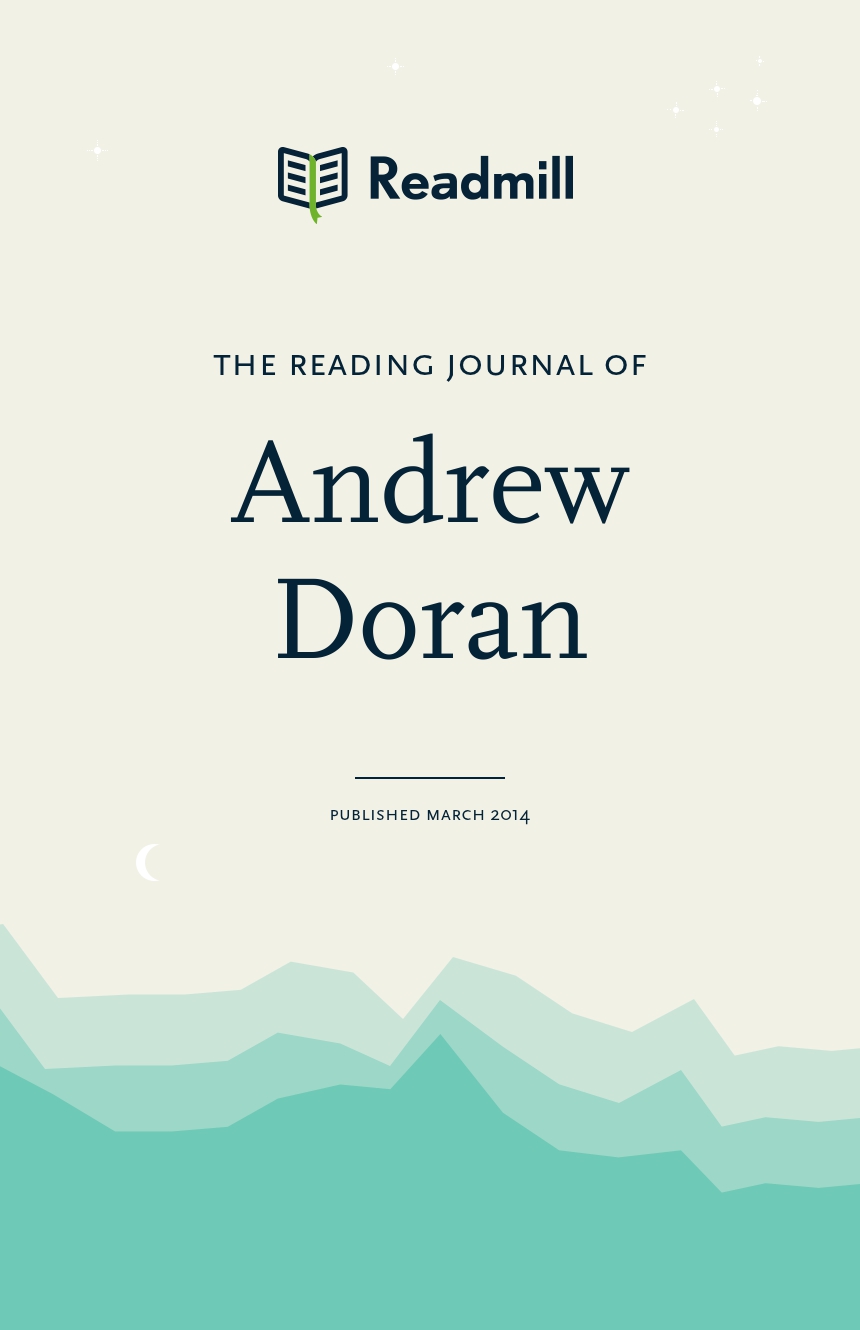 Readmill
THE READING JOURNAL OF
Andrew
Doran
PUBLISHED MARCH 2014